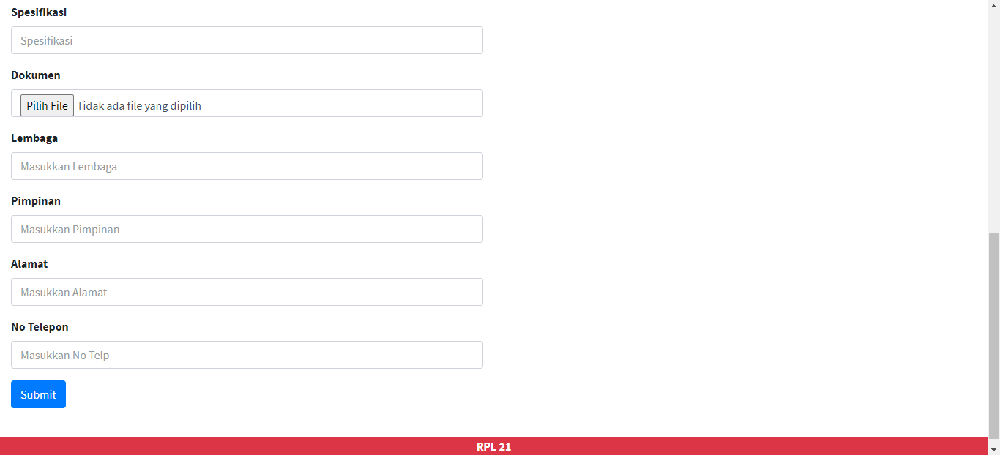 Spesifikasi
Spesifikasi
Dokumen
Pilih File Tidak ada file yang dipilih
Lembaga
Masukkan Lembaga
Pimpinan
Masukkan Pimpinan
Alamat
Masukkan Alamat
No Telepon
Masukkan No Telp
Submit
RPL 21